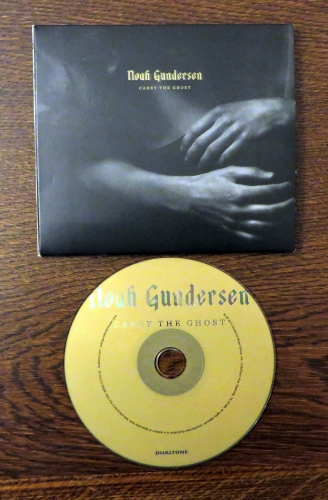 Noah Gundersen
CARRY THE GHOST
Noah Gundersen
CARRY THE GHOST
DUALTONE